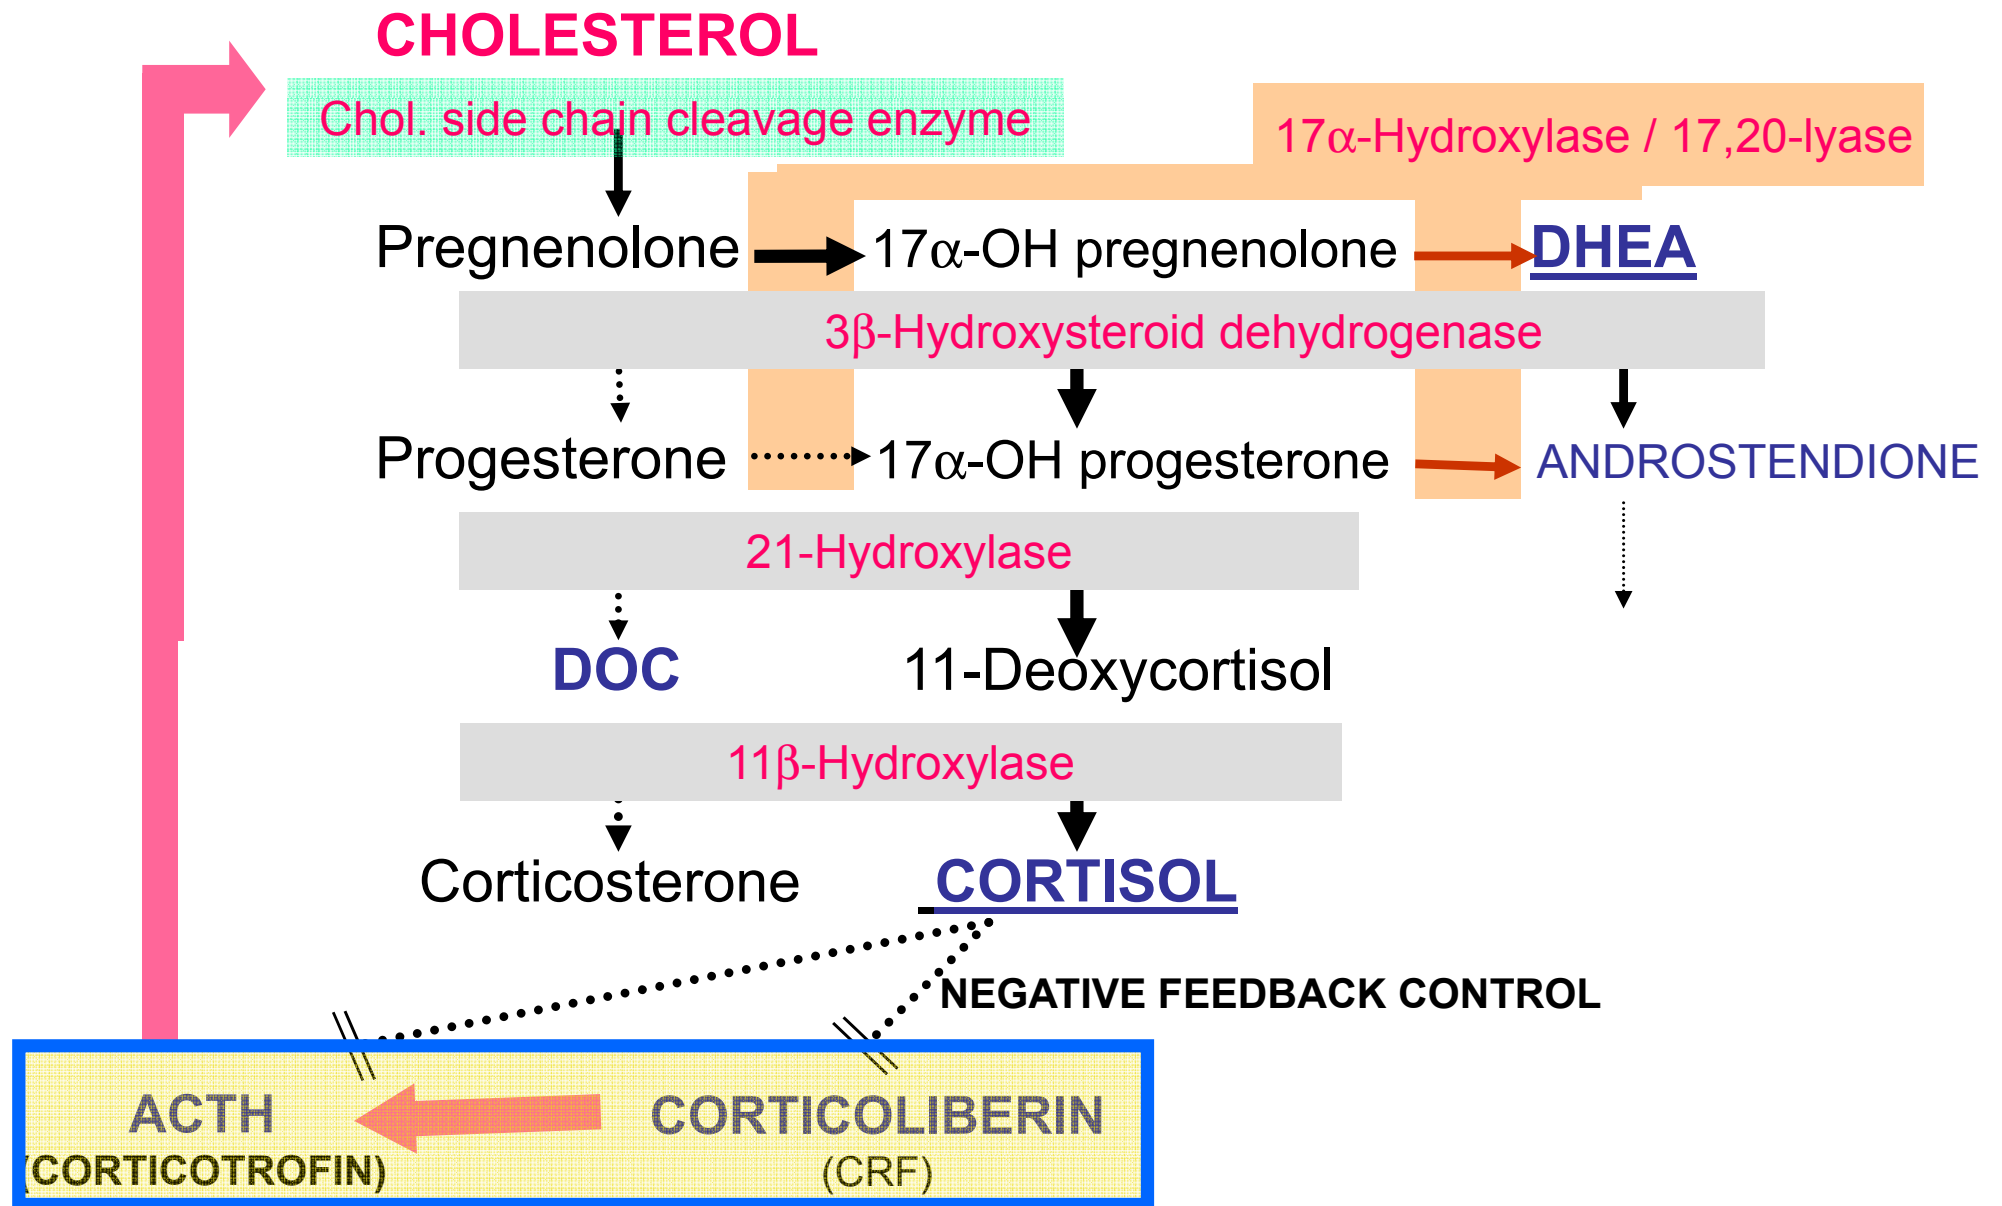 CHOLESTEROL
Chol. side chain cleavage enzyme
17α-Hydroxylase / 17,20-lyase
Pregnenolone
17α-OH pregnenolone
DHEA
3β-Hydroxysteroid dehydrogenase
Progesterone
17α-OH progesterone
ANDROSTENDIONE
21-Hydroxylase
DOC
11-Deoxycortisol
11β-Hydroxylase
Corticosterone
CORTISOL
NEGATIVE FEEDBACK CONTROL
ACTH
CORTICOLIBERIN
(CORTICOTROFIN)
(CRF)